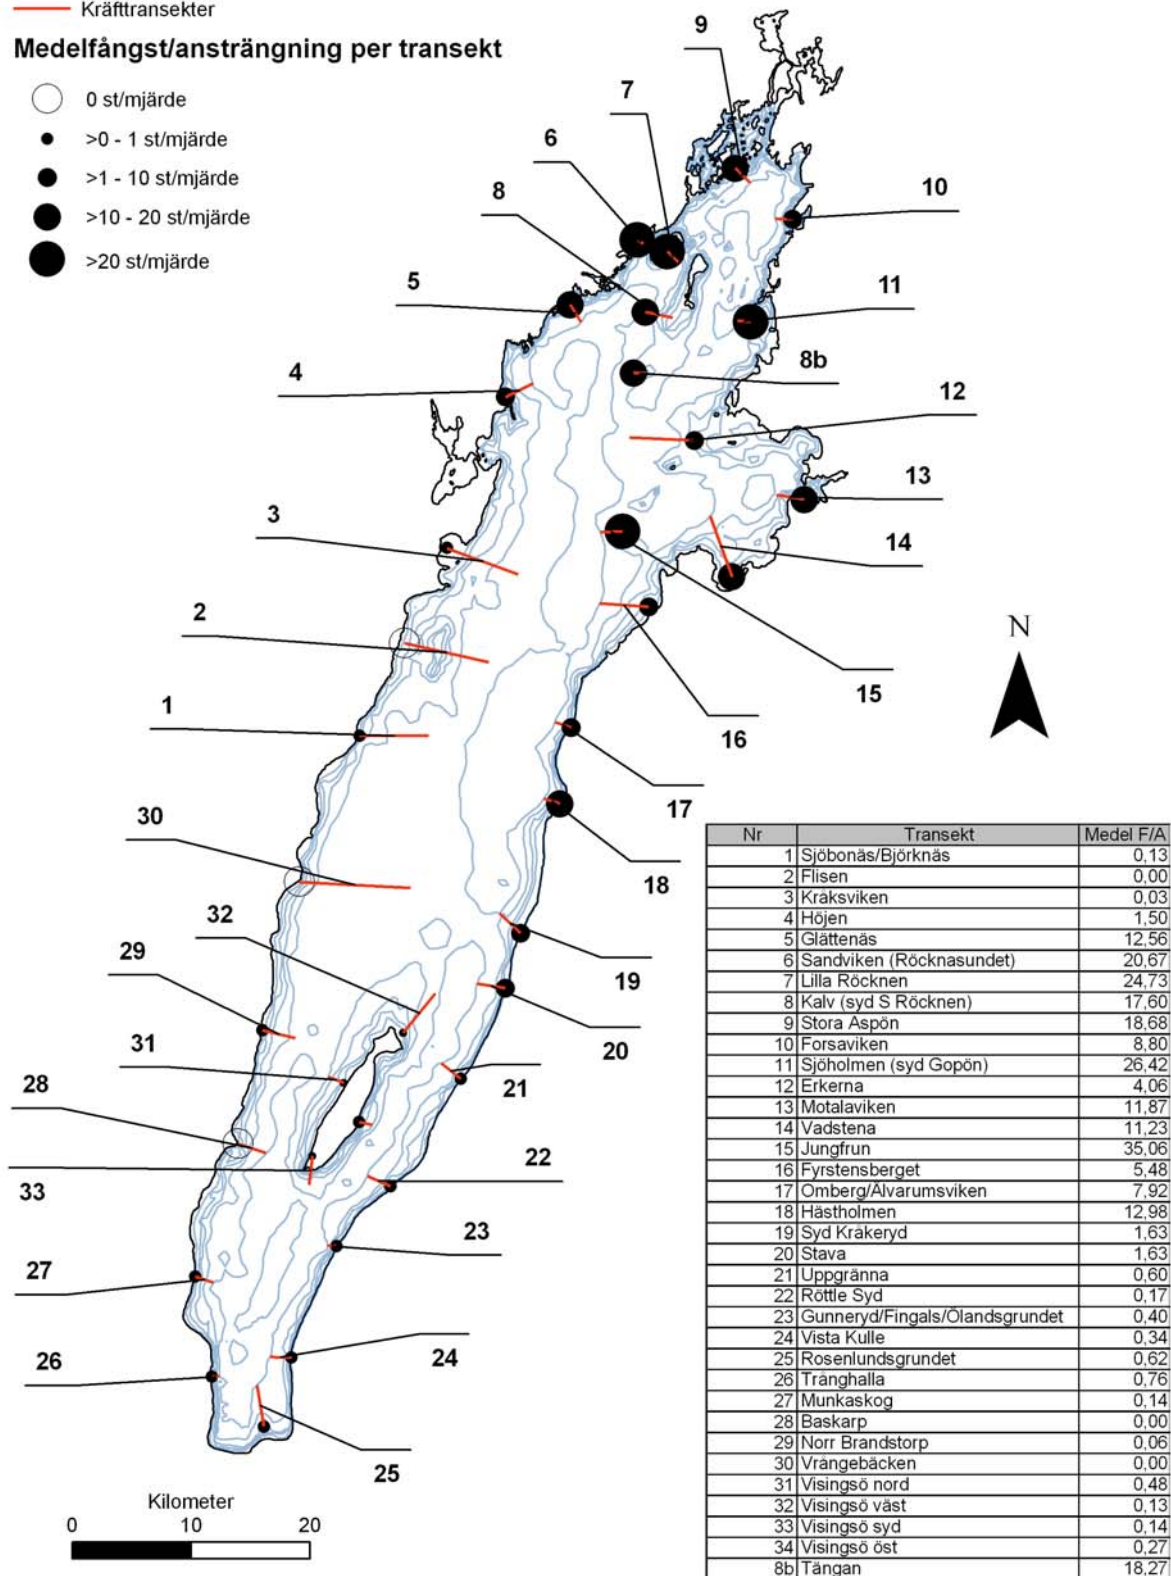 Kräfttransekter
Medelfångst/ansträngning per transekt
0 st/mjärde
>0 - 1 st/mjärde
>1 - 10 st/mjärde
>10 - 20 st/mjärde
>20 st/mjärde
9
7
6
8
10
5
11
8b
4
12
13
3
14
2
N
15
1
16
17
30
18
32
29
19
31
20
28
21
22
33
23
27
26
24
25
Kilometer
0 10 20
Nr Transekt Medel F/A
1 Sjöbonäs/Björknäs 0,13
2 Flisen 0,00
3 Kråksviken 0,03
4 Höjen 1,50
5 Glättenäs 12,56
6 Sandviken (Röcknasundet) 20,67
7 Lilla Röcknen 24,73
8 Kalv (syd S Röcknen) 17,60
9 Stora Aspön 18,68
10 Forsaviken 8,80
11 Sjöholmen (syd Gopön) 26,42
12 Erkerna 4,06
13 Motalaviken 11,87
14 Vadstena 11,23
15 Jungfrun 35,06
16 Fyrstensberget 5,48
17 Omberg/Älvarumsviken 7,92
18 Hästholmen 12,98
19 Syd Kråkeryd 1,63
20 Stava 1,63
21 Uppgränna 0,60
22 Röttle Syd 0,17
23 Gunneryd/Fingals/Ölandsgrundet 0,40
24 Vista Kulle 0,34
25 Rosenlundsgrundet 0,62
26 Trånghalla 0,76
27 Munkaskog 0,14
28 Baskarp 0,00
29 Norr Brandstorp 0,06
30 Vrångebäcken 0,00
31 Visingsö nord 0,48
32 Visingsö väst 0,13
33 Visingsö syd 0,14
34 Visingsö öst 0,27
8b Tängan 18,27